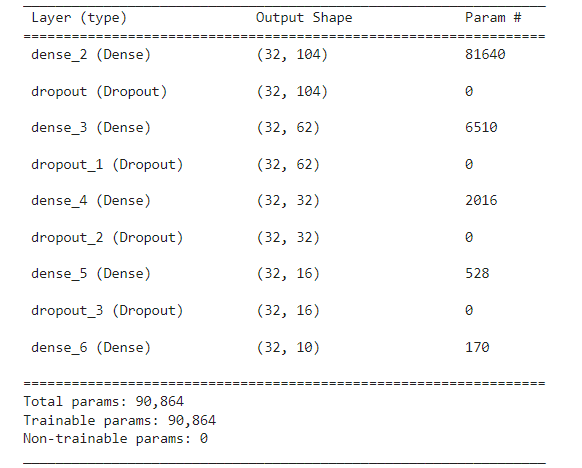 Layer (type) Output Shape Param #
dense_2 (Dense) (32, 104) 81640
dropout (Dropout) (32, 104) 0
dense_3 (Dense) (32, 62) 6510
dropout_1 (Dropout) (32, 62) 0
dense_4 (Dense) (32, 32) 2016
dropout_2 (Dropout) (32, 32) 0
dense_5 (Dense) (32, 16) 528
dropout_3 (Dropout) (32, 16) 0
dense_6 (Dense) (32, 10) 170
Total params: 90,864
Trainable params: 90,864
Non-trainable params: 0